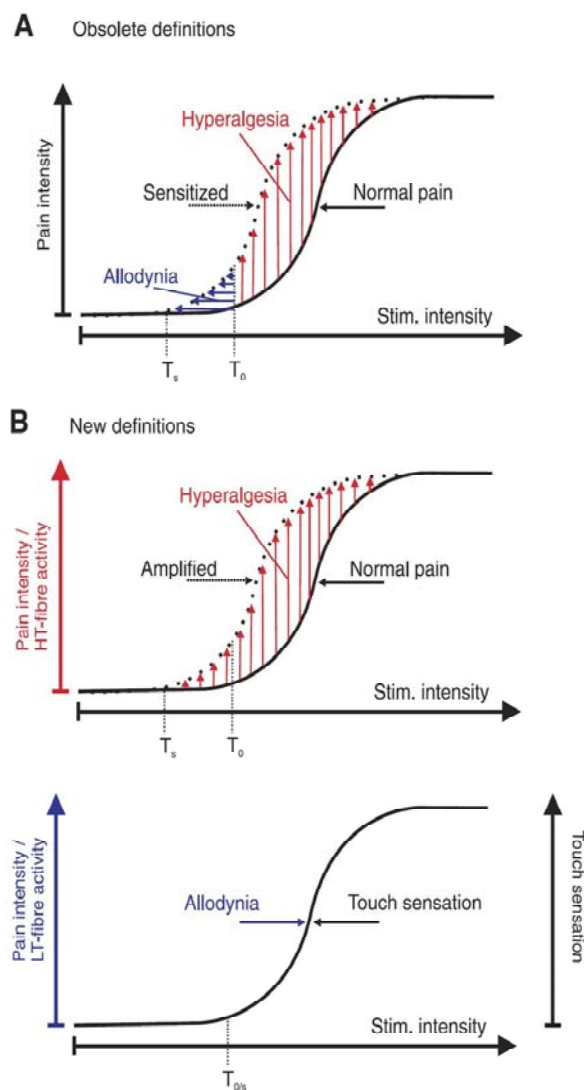 A Obsolete definitions
Pain intensity
Hyperalgesia
Sensitized
Normal pain
Allodynia
Stim. intensity
Ts
T0
B New definitions
Pain intensity /
HT-fibre activity
Hyperalgesia
Amplified
Normal pain
Stim. intensity
Ts
T0
Pain intensity /
LT-fibre activity
Allodynia
Touch sensation
Touch sensation
Stim. intensity
T0/s